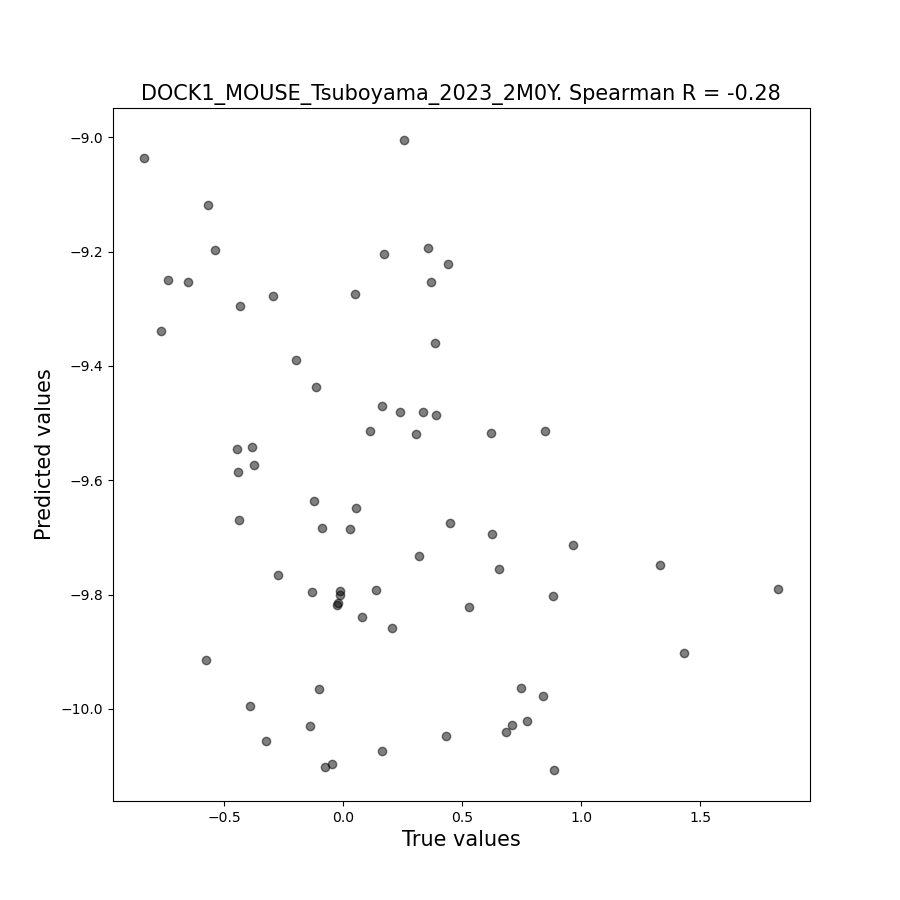 DOCK1_MOUSE_Tsuboyama_2023_2M0Y. Spearman R = -0.28
−9.0
−9.2
−9.4
−9.6
−9.8
−10.0
Predicted values
−0.5 0.0 0.5 1.0 1.5
True values